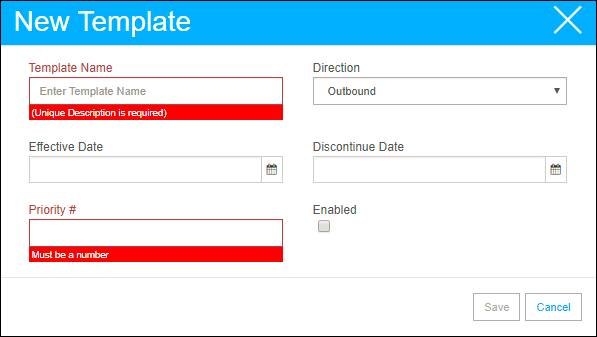 New Template
Template Name
Direction
Enter Template Name
Outbound
(Unique Description is required)
Effective Date
Discontinue Date
Priority #
Enabled
Must be a number
Save
Cancel